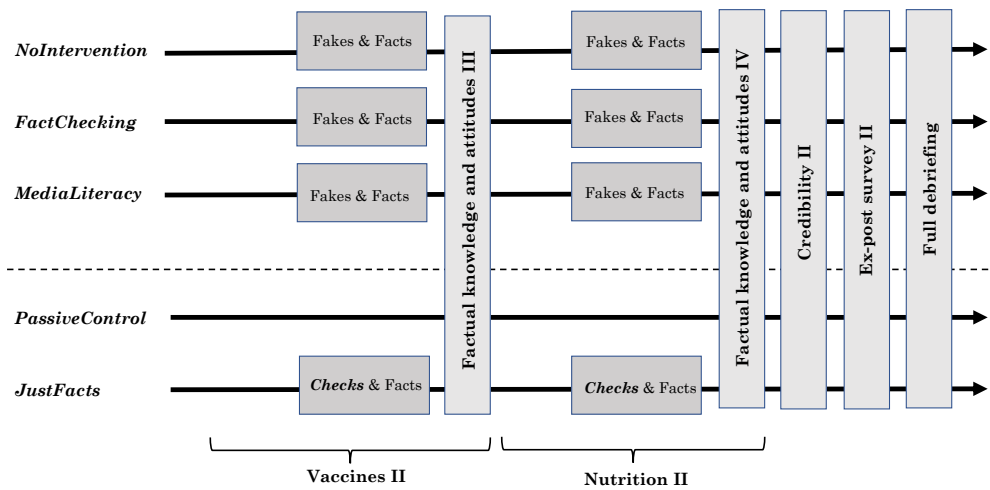 NoIntervention
Fakes & Facts
Fakes & Facts
FactChecking
Fakes & Facts
Fakes & Facts
MediaLiteracy
Fakes & Facts
Fakes & Facts
PassiveControl
JustFacts
Checks & Facts
Checks & Facts
Factual knowledge and attitudes III
Factual knowledge and attitudes IV
Credibility II
Ex-post survey II
Full debriefing
Vaccines II
Nutrition II